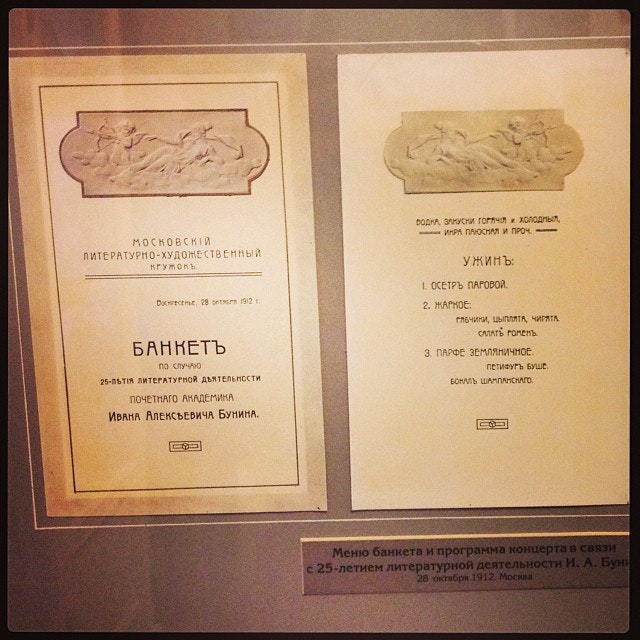 МОСКОВСКІЙ
ЛИТЕРАТУРНО-ХУДОЖЕСТВЕННЫЙ
КРУЖОКЪ.
Воскресенье, 28 октября 1912 г.
БАНКЕТЪ
ПО СЛУЧАЮ
25-ЛѢТІЯ ЛИТЕРАТУРНОЙ ДѢЯТЕЛЬНОСТИ
ПОЧЕТНАГО АКАДЕМИКА
Ивана Алексѣевича Бунина.
ВОДКА, ЗАКУСКИ ГОРЯЧІЯ и ХОЛОДНЫЯ,
ИКРА ПАЮСНАЯ И ПРОЧ.
УЖИНЪ:
1. ОСЕТРЪ ПАРОВОЙ.
2. ЖАРКОЕ:
РЯБЧИКИ, ЦЫПЛЯТА, ЧИРЯТА.
САЛАТЪ РОМЕНЪ.
3. ПАРФЕ ЗЕМЛЯНИЧНОЕ.
ПЕТИФУРЪ БУШЕ.
БОКАЛЪ ШАМПАНСКАГО.
Меню банкета и программа концерта в связи
с 25-летием литературной деятельности И. А. Буни
28 октября 1912. Москва